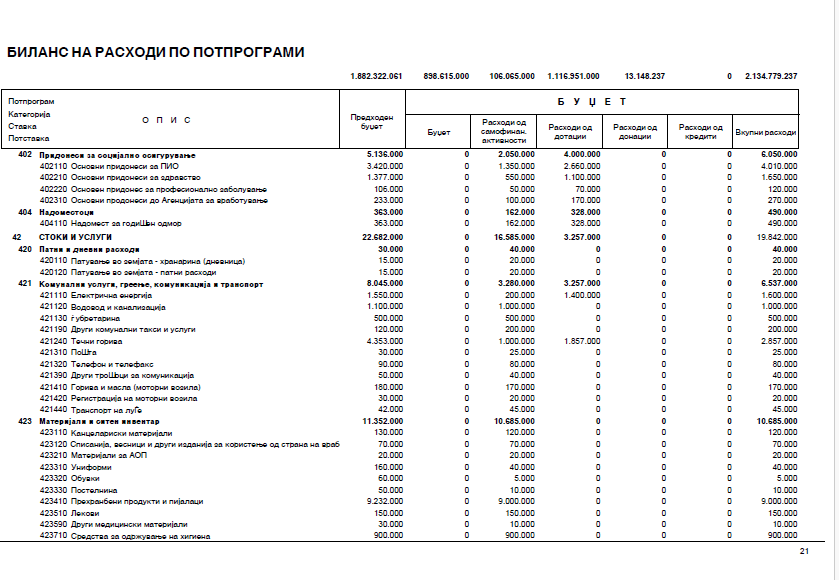 БИЛАНС НА РАСХОДИ ПО ПОТПРОГРАМИ
1.882.322.061 898.615.000 106.065.000 1.116.951.000 13.148.237 0 2.134.779.237
Потпрограм
Категорија
Ставка
Потставка
О П И С
Предходен буџет
Б У Џ Е Т
Буџет
Расходи од самофинан. активности
Расходи од дотации
Расходи од донации
Расходи од кредити
Вкупни расходи
402 Придонеси за социјално осигурување 5.136.000 0 2.050.000 4.000.000 0 0 6.050.000
402110 Основни придонеси за ПИО 3.420.000 0 1.350.000 2.660.000 0 0 4.010.000
402210 Основни придонеси за здравство 1.377.000 0 550.000 1.100.000 0 0 1.650.000
402220 Основен придонес за професионално заболување 106.000 0 50.000 70.000 0 0 120.000
402310 Основни продонеси до Агенцијата за вработување 233.000 0 100.000 170.000 0 0 270.000
404 Надоместоци 363.000 0 162.000 328.000 0 0 490.000
404110 Надомест за годиШен одмор 363.000 0 162.000 328.000 0 0 490.000
42 СТОКИ И УСЛУГИ 22.682.000 0 16.585.000 3.257.000 0 0 19.842.000
420 Патни и дневни расходи 30.000 0 40.000 0 0 0 40.000
420110 Патување во земјата - хранарина (дневница) 15.000 0 20.000 0 0 0 20.000
420120 Патување во земјата - патни расходи 15.000 0 20.000 0 0 0 20.000
421 Комунални услуги, греење, комуникација и транспорт 8.045.000 0 3.280.000 3.257.000 0 0 6.537.000
421110 Електрична енергија 1.550.000 0 200.000 1.400.000 0 0 1.600.000
421120 Водовод и канализација 1.100.000 0 1.000.000 0 0 0 1.000.000
421130 ѓубретарина 500.000 0 500.000 0 0 0 500.000
421190 Други комунални такси и услуги 120.000 0 200.000 0 0 0 200.000
421240 Течни горива 4.353.000 0 1.000.000 1.857.000 0 0 2.857.000
421310 ПоШта 30.000 0 25.000 0 0 0 25.000
421320 Телефон и телефакс 90.000 0 80.000 0 0 0 80.000
421390 Други троШоци за комуникација 50.000 0 40.000 0 0 0 40.000
421410 Горива и масла (моторни возила) 180.000 0 170.000 0 0 0 170.000
421420 Регистрација на моторни возила 30.000 0 20.000 0 0 0 20.000
421440 Транспорт на луЃе 42.000 0 45.000 0 0 0 45.000
423 Материјали и ситен инвентар 11.352.000 0 10.685.000 0 0 0 10.685.000
423110 Канцелариски материјали 130.000 0 120.000 0 0 0 120.000
423120 Списанија, весници и други изданија за користење од страна на враб 70.000 0 70.000 0 0 0 70.000
423210 Материјали за АОП 20.000 0 20.000 0 0 0 20.000
423310 Униформи 160.000 0 40.000 0 0 0 40.000
423320 Обувки 60.000 0 5.000 0 0 0 5.000
423330 Постелнина 50.000 0 10.000 0 0 0 10.000
423410 Прехранбени продукти и пијалаци 9.232.000 0 9.000.000 0 0 0 9.000.000
423510 Лекови 150.000 0 150.000 0 0 0 150.000
423590 Други медицински материјали 30.000 0 10.000 0 0 0 10.000
423710 Средства за одржување на хигиена 900.000 0 900.000 0 0 0 900.000
21